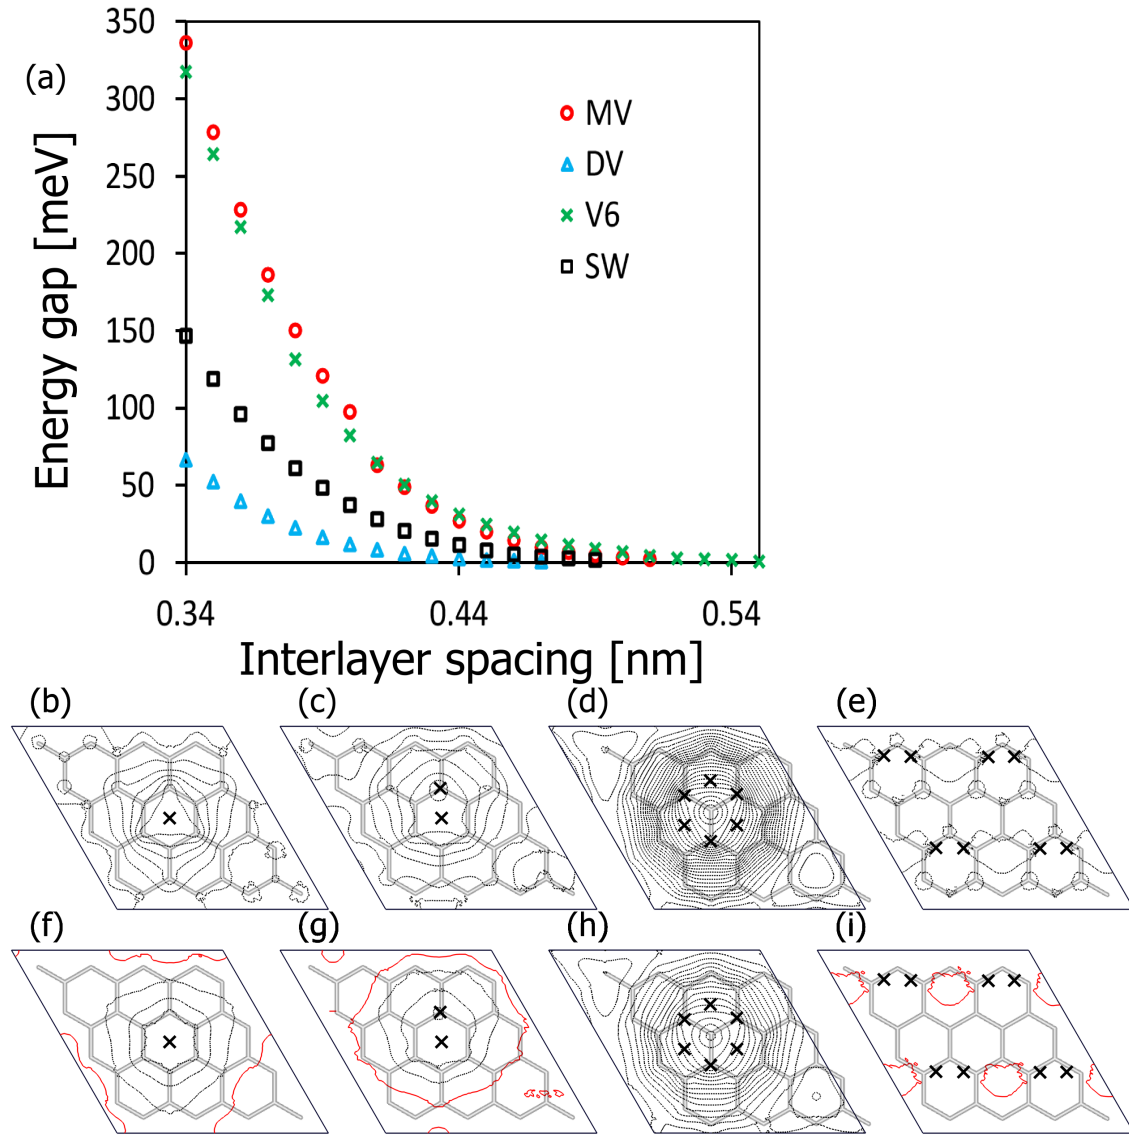 (a)
Energy gap [meV]
350
300
250
200
150
100
50
0
MV
DV
V6
SW
0.34 0.44 0.54
Interlayer spacing [nm]
(b) (c) (d) (e)
(f) (g) (h) (i)